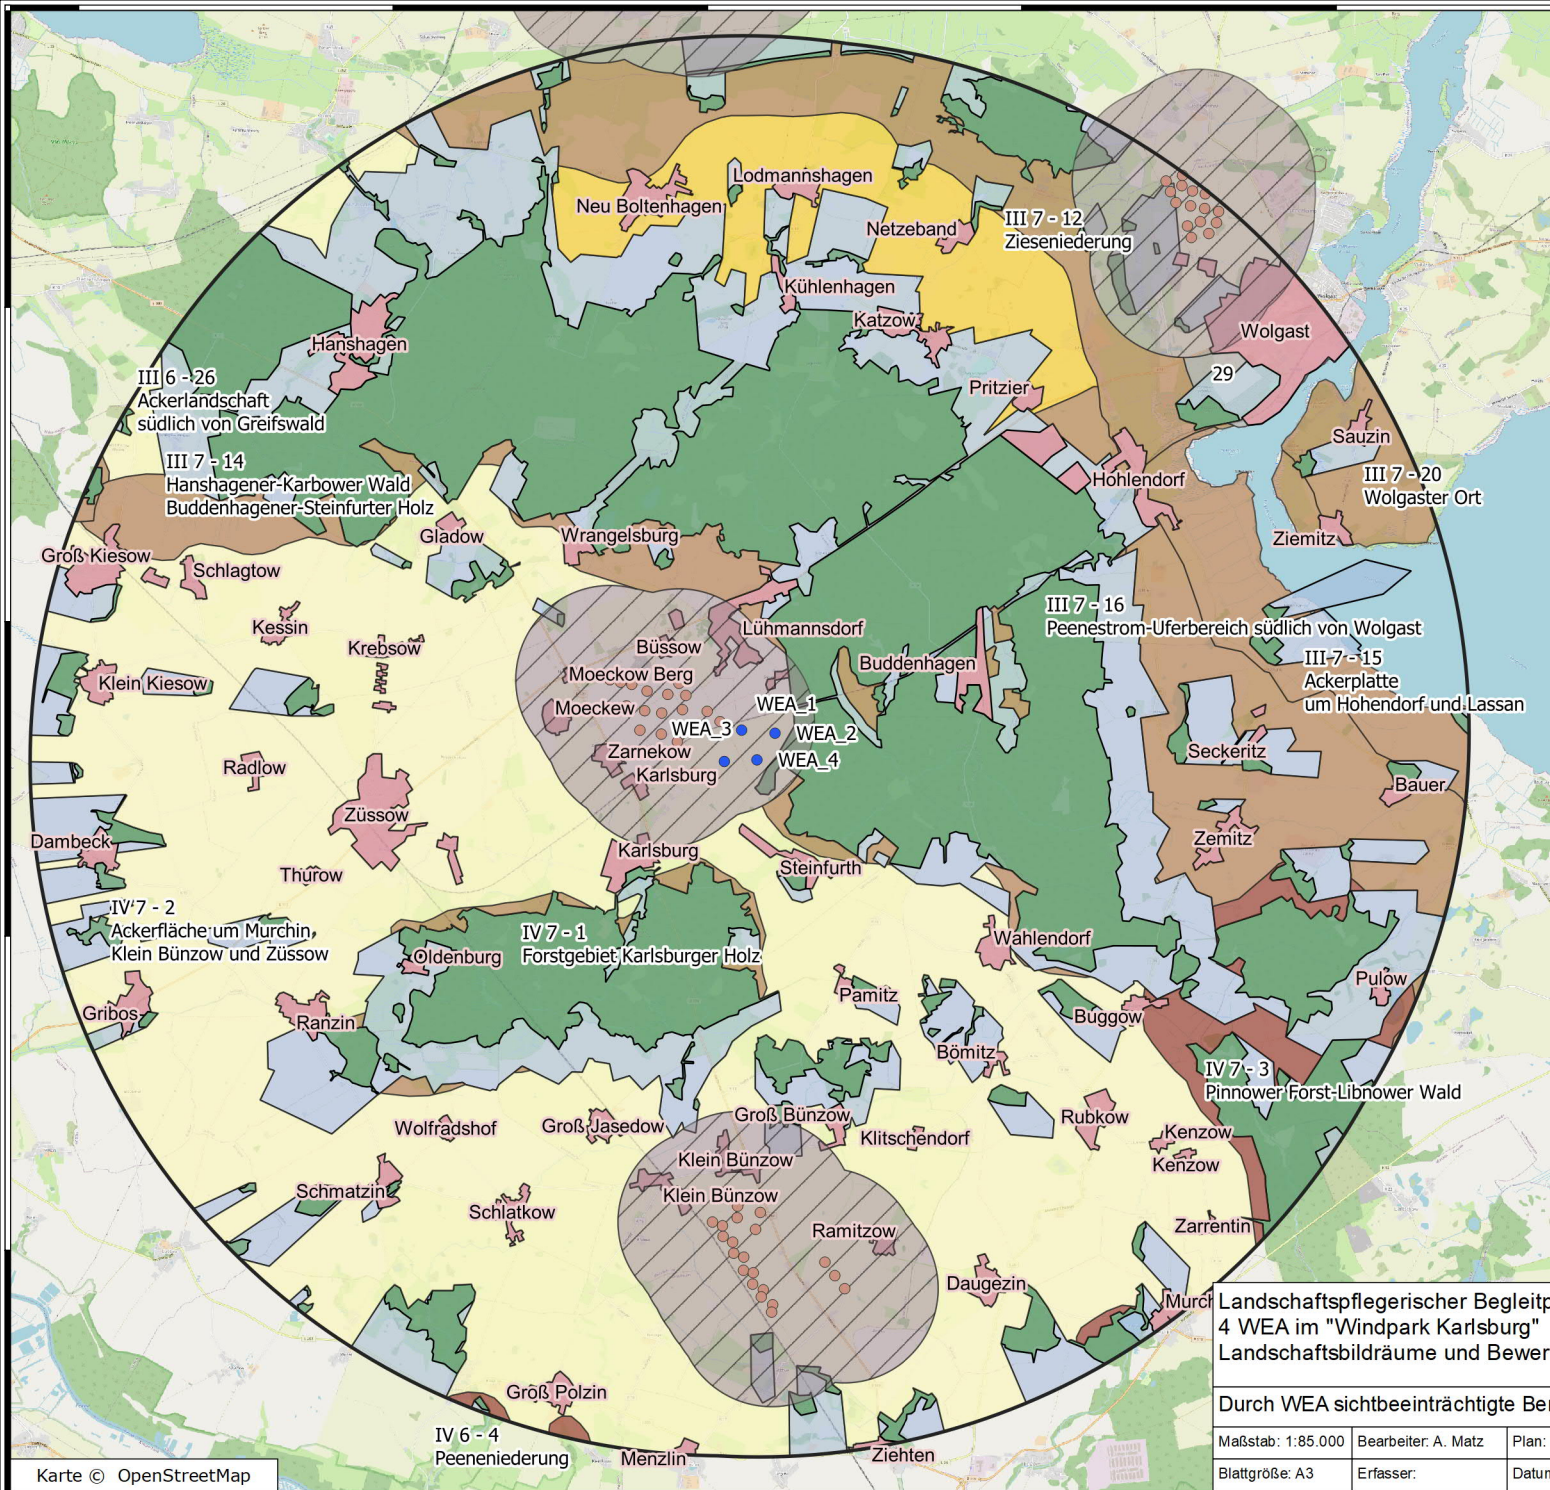 Lodmannshagen
Neu Boltenhagen
Netzeband
III 7 - 12
Zieseniederung
Kühlenhagen
Katzow
Wolgast
Hanshagen
29
III 6 - 26
Ackerlandschaft
südlich von Greifswald
Pritzier
Sauzin
III 7 - 14
Hanshagener-Karbower Wald
Buddenhagener-Steinfurter Holz
Hohlendorf
III 7 - 20
Wolgaster Ort
Gladow
Wrangelsburg
Ziemitz
Groß Kiesow
Schlagtow
III 7 - 16
Peenestrom-Uferbereich südlich von Wolgast
Kessin
Lühmannsdorf
Krebsow
Büssow
Buddenhagen
III 7 - 15
Ackerplatte
um Hohendorf und Lassan
Klein Kiesow
Moeckow Berg
Moeckew
WEA_1
WEA_3
WEA_2
Zarnekow
WEA_4
Seckeritz
Radlow
Karlsburg
Bauer
Züssow
Dambeck
Zemitz
Karlsburg
Steinfurth
Thurow
IV 7 - 2
Ackerfläche um Murchin,
Klein Bünzow und Züssow
IV 7 - 1
Forstgebiet Karlsburger Holz
Oldenburg
Wahlendorf
Pulow
Pamitz
Gribos
Ranzin
Buggow
Bömitz
IV 7 - 3
Pinnower Forst-Libnower Wald
Wolfradshof
Groß Jasedow
Groß Bünzow
Klitschendorf
Rubkow
Kenzow
Kenzow
Klein Bünzow
Klein Bünzow
Schmatzin
Schlatkow
Ramitzow
Zarrentin
Daugezin
Murch
Groß Polzin
IV 6 - 4
Peeneniederung
Menzlin
Ziehten
Karte © OpenStreetMap
Landschaftspflegerischer Begleitp
4 WEA im "Windpark Karlsburg"
Landschaftsbildräume und Bewer
Durch WEA sichtbeeinträchtigte Ber
Maßstab: 1:85.000 Bearbeiter: A. Matz Plan:
Blattgröße: A3 Erfasser: Datum